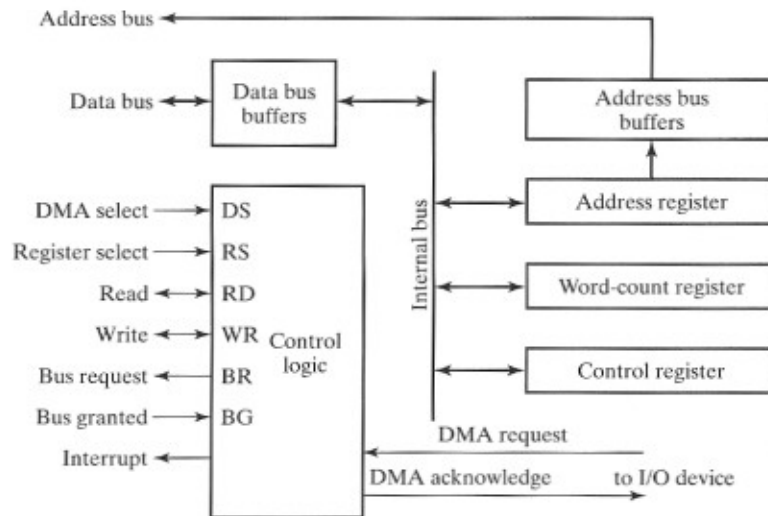 Address bus
Data bus
Data bus
buffers
Address bus
buffers
Internal bus
Address register
Word-count register
Control register
DMA select
DS
Register select
RS
Read
RD
Write
WR
Bus request
BR
Bus granted
BG
Interrupt
Control
logic
DMA request
DMA acknowledge
to I/O device